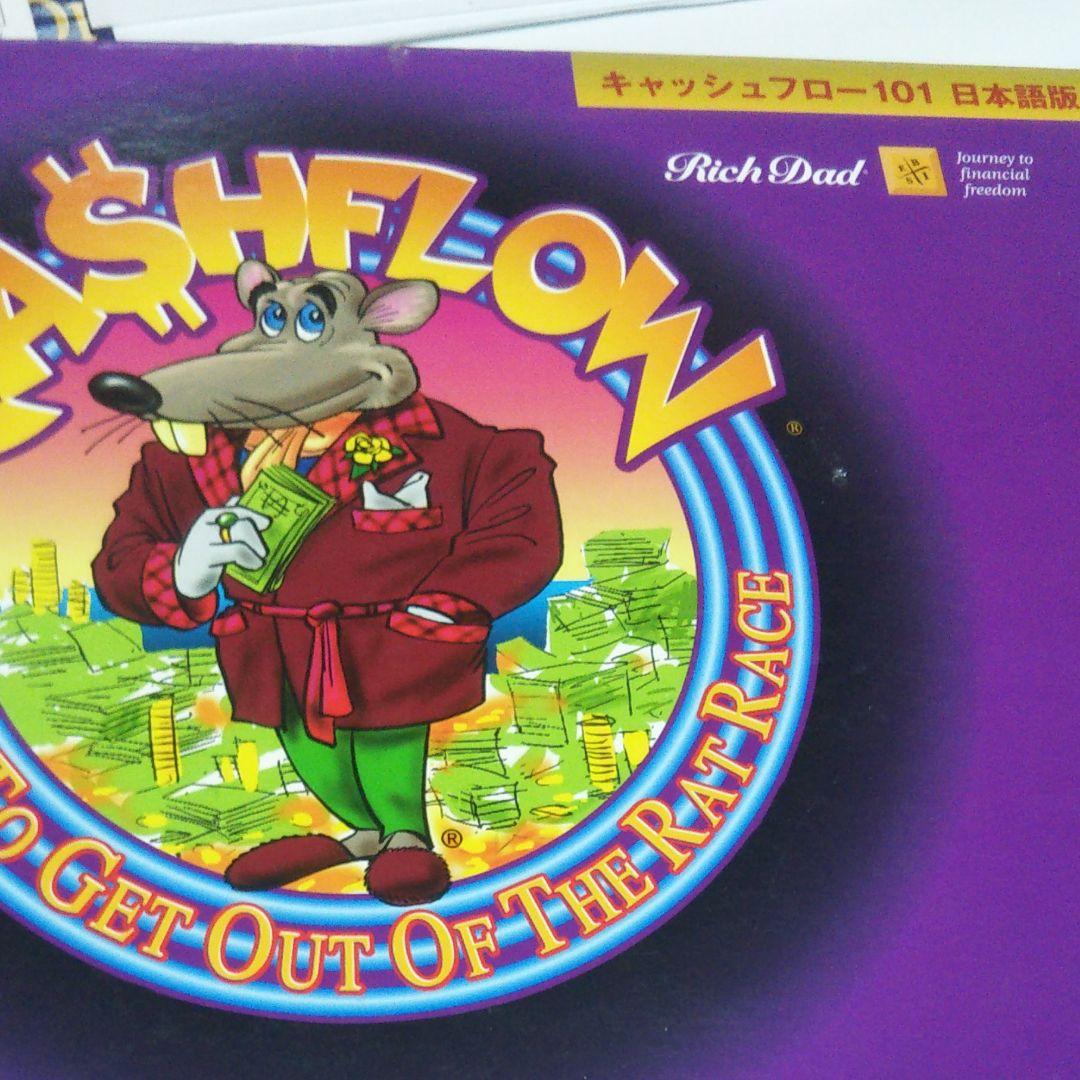 キャッシュフロー101 日本語版
Rich Dad
E B S I
Journey to
financial
freedom
A$HFLOW
®
®
TO GET OUT OF THE RAT RACE